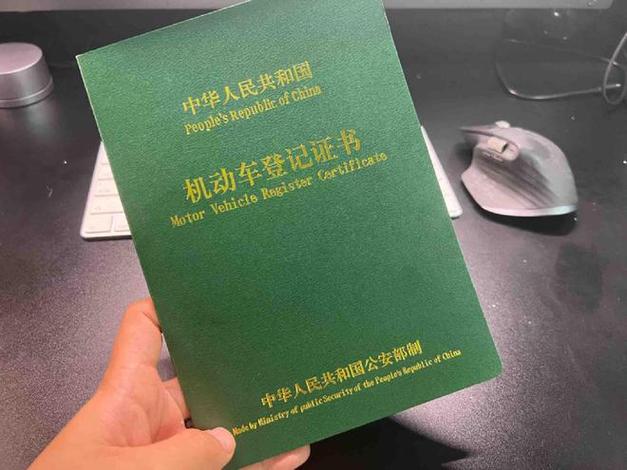 中华人民共和国
People's Republic of China
机动车登记证书
Motor Vehicle Register Certificate
中华人民共和国公安部制
Made by Ministry of public Security of the People's Republic of China